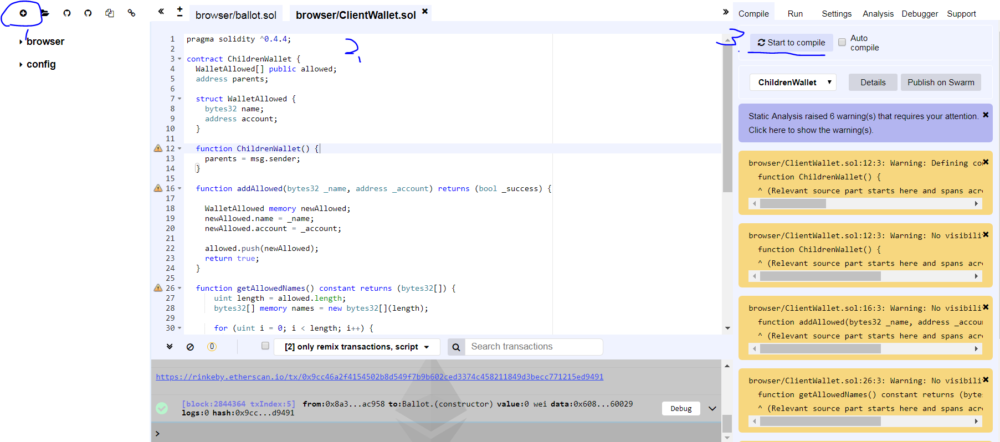 browser/ballot.sol
browser/ClientWallet.sol ✖
Compile Run Settings Analysis Debugger Support
browser
config
1 pragma solidity ^0.4.4;
2
3 contract ChildrenWallet {
4 WalletAllowed[] public allowed;
5 address parents;
6
7 struct WalletAllowed {
8 bytes32 name;
9 address account;
10 }
11
12 function ChildrenWallet() {
13 parents = msg.sender;
14 }
15
16 function addAllowed(bytes32 _name, address _account) returns (bool _success) {
17
18 WalletAllowed memory newAllowed;
19 newAllowed.name = _name;
20 newAllowed.account = _account;
21
22 allowed.push(newAllowed);
23 return true;
24 }
25
26 function getAllowedNames() constant returns (bytes32[]) {
27 uint length = allowed.length;
28 bytes32[] memory names = new bytes32[](length);
29
30 for (uint i = 0; i < length; i++) {
1
2.
3.
Start to compile
Auto compile
ChildrenWallet
Details
Publish on Swarm
Static Analysis raised 6 warning(s) that requires your attention. ✖
Click here to show the warning(s).
browser/ClientWallet.sol:12:3: Warning: Defining co ✖
function ChildrenWallet() {
^ (Relevant source part starts here and spans acr
browser/ClientWallet.sol:12:3: Warning: No visibili ✖
function ChildrenWallet() {
^ (Relevant source part starts here and spans acr
browser/ClientWallet.sol:16:3: Warning: No visibili ✖
function addAllowed(bytes32 _name, address _accou
^ (Relevant source part starts here and spans acr
browser/ClientWallet.sol:26:3: Warning: No visibili ✖
function getAllowedNames() constant returns (byte
^ (Relevant source part starts here and spans acr
0
[2] only remix transactions, script
Search transactions
https://rinkeby.etherscan.io/tx/0x9cc46a2f4154502b8d549f7b9b602ced3374c458211849d3becc771215ed9491
[block:2844364 txIndex:5] from:0x8a3...ac958 to:Ballot.(constructor) value:0 wei data:0x608...60029
logs:0 hash:0x9cc...d9491
Debug
>